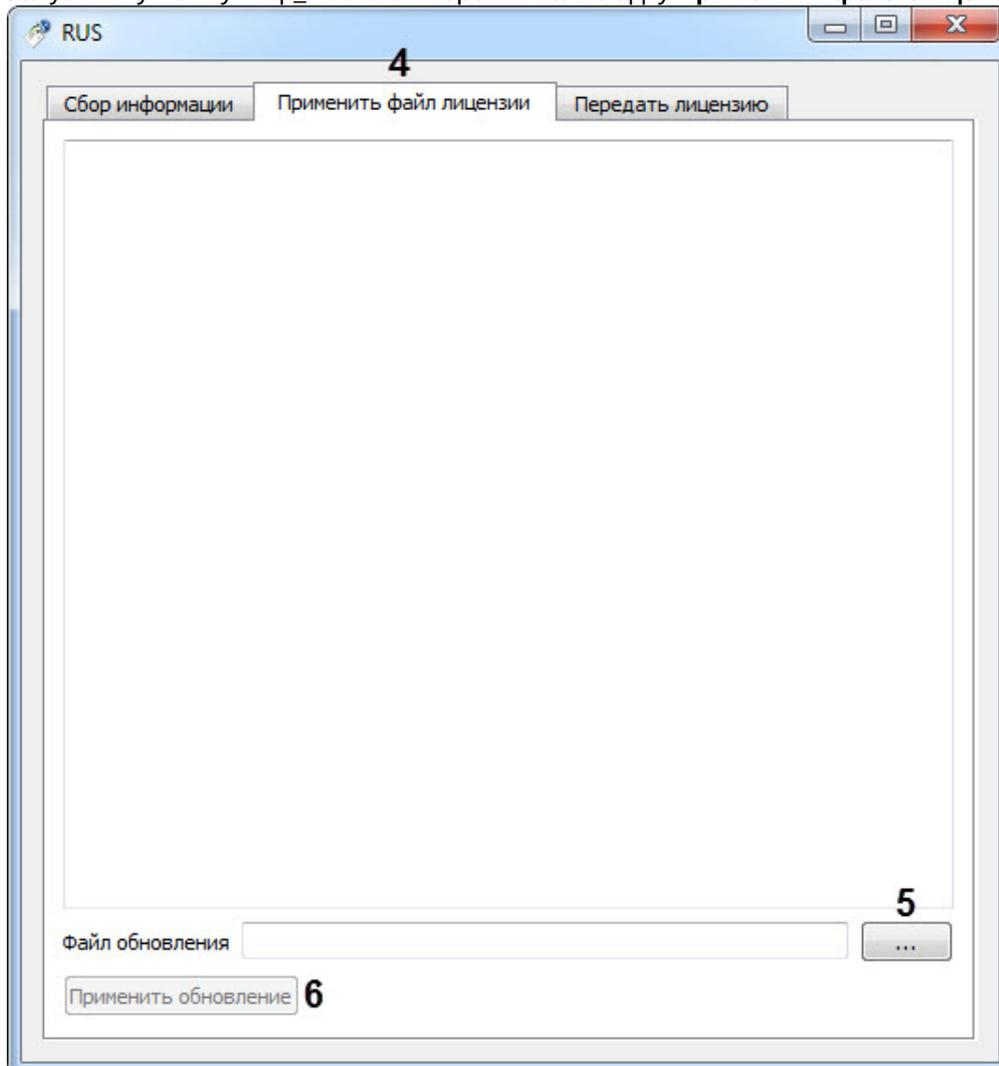 RUS
4
Сбор информации Применить файл лицензии Передать лицензию
5
Файл обновления ...
Применить обновление 6